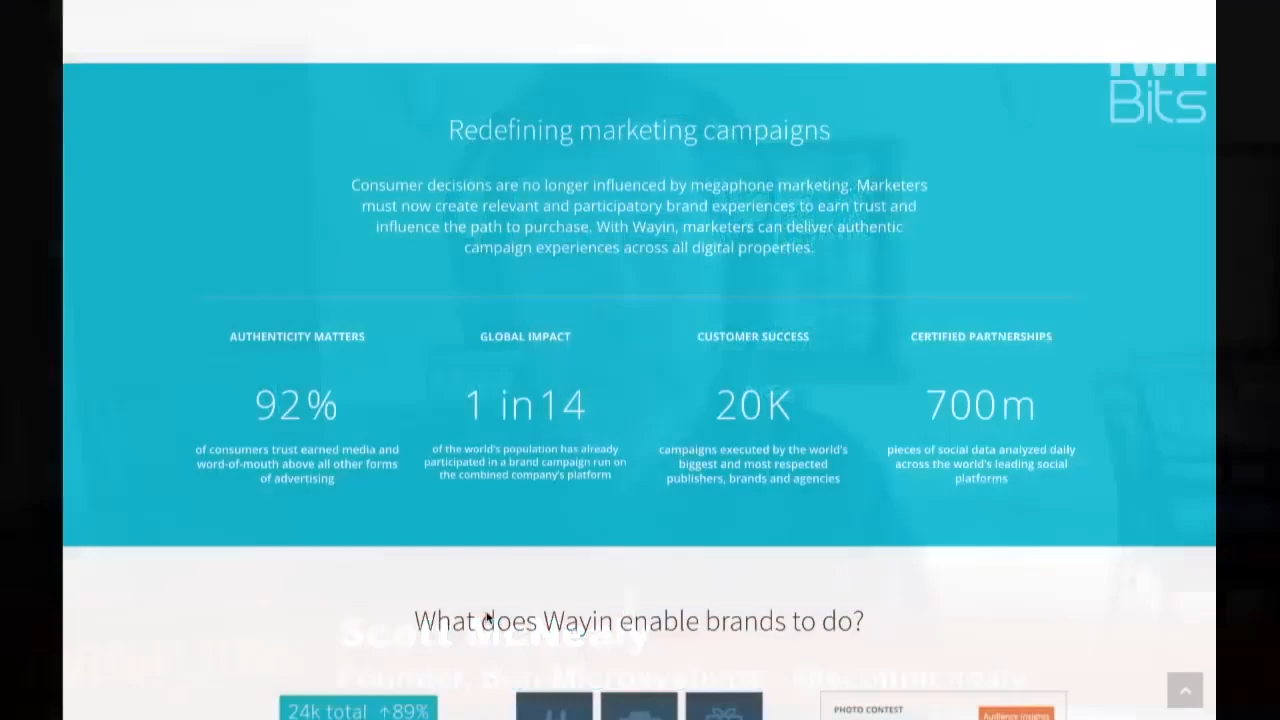 TWiT
Bits
Redefining marketing campaigns
Consumer decisions are no longer influenced by megaphone marketing. Marketers
must now create relevant and participatory brand experiences to earn trust and
influence the path to purchase. With Wayin, marketers can deliver authentic
campaign experiences across all digital properties.
AUTHENTICITY MATTERS
92%
of consumers trust earned media and
word-of-mouth above all other forms
of advertising
GLOBAL IMPACT
1 in 14
of the world's population has already
participated in a brand campaign run on
the combined company's platform
CUSTOMER SUCCESS
20K
campaigns executed by the world's
biggest and most respected
publishers, brands and agencies
CERTIFIED PARTNERSHIPS
700m
pieces of social data analyzed daily
across the world's leading social
platforms
What does Wayin enable brands to do?
Scott McNealy
Founder, Sun Microsystems
24k total ↑89%
PHOTO CONTEST
Audience Insights